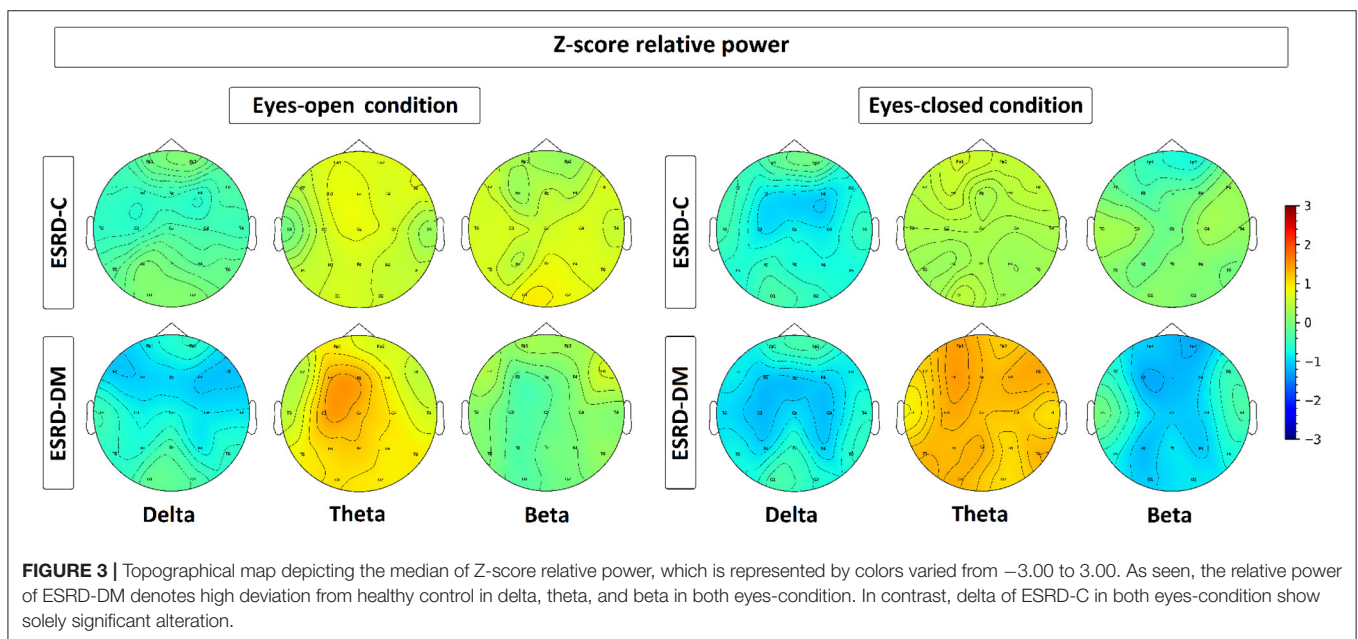 Z-score relative power
Eyes-open condition
Eyes-closed condition
ESRD-C
ESRD-C
3
2
1
0
−1
−2
−3
ESRD-DM
ESRD-DM
Delta
Theta
Beta
Delta
Theta
Beta
FIGURE 3 | Topographical map depicting the median of Z-score relative power, which is represented by colors varied from −3.00 to 3.00. As seen, the relative power
of ESRD-DM denotes high deviation from healthy control in delta, theta, and beta in both eyes-condition. In contrast, delta of ESRD-C in both eyes-condition show
solely significant alteration.